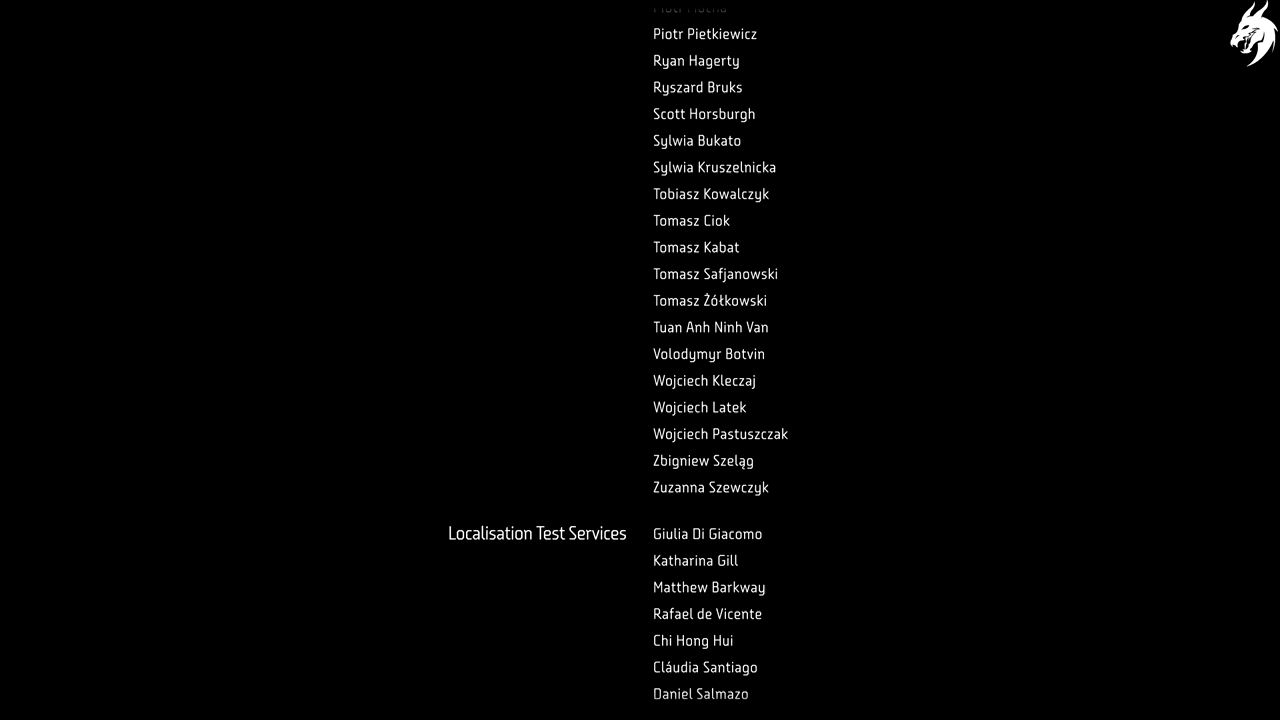 Piotr
Piotr Pietkiewicz
Ryan Hagerty
Ryszard Bruks
Scott Horsburgh
Sylwia Bukato
Sylwia Kruszelnicka
Tobiasz Kowalczyk
Tomasz Ciok
Tomasz Kabat
Tomasz Safjanowski
Tomasz Żółkowski
Tuan Anh Ninh Van
Volodymyr Botvin
Wojciech Kleczaj
Wojciech Latek
Wojciech Pastuszczak
Zbigniew Szeląg
Zuzanna Szewczyk
Localisation Test Services Giulia Di Giacomo
Katharina Gill
Matthew Barkway
Rafael de Vicente
Chi Hong Hui
Cláudia Santiago
Daniel Salmazo